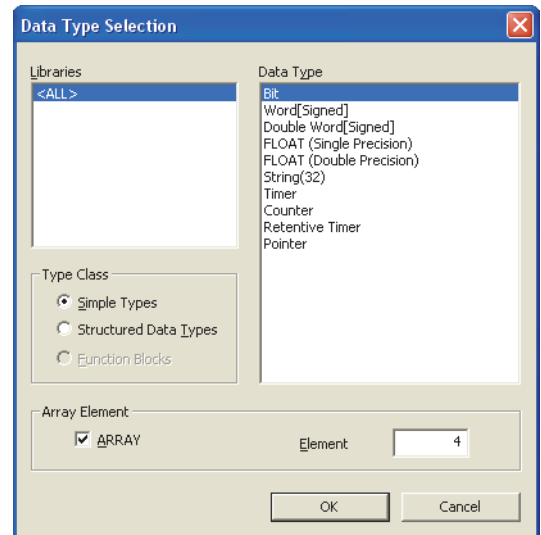 Data Type Selection
Libraries
<ALL>
Data Type
Bit
Word[Signed]
Double Word[Signed]
FLOAT (Single Precision)
FLOAT (Double Precision)
String(32)
Timer
Counter
Retentive Timer
Pointer
Type Class
Simple Types
Structured Data Types
Function Blocks
Array Element
ARRAY
Element
4
OK
Cancel